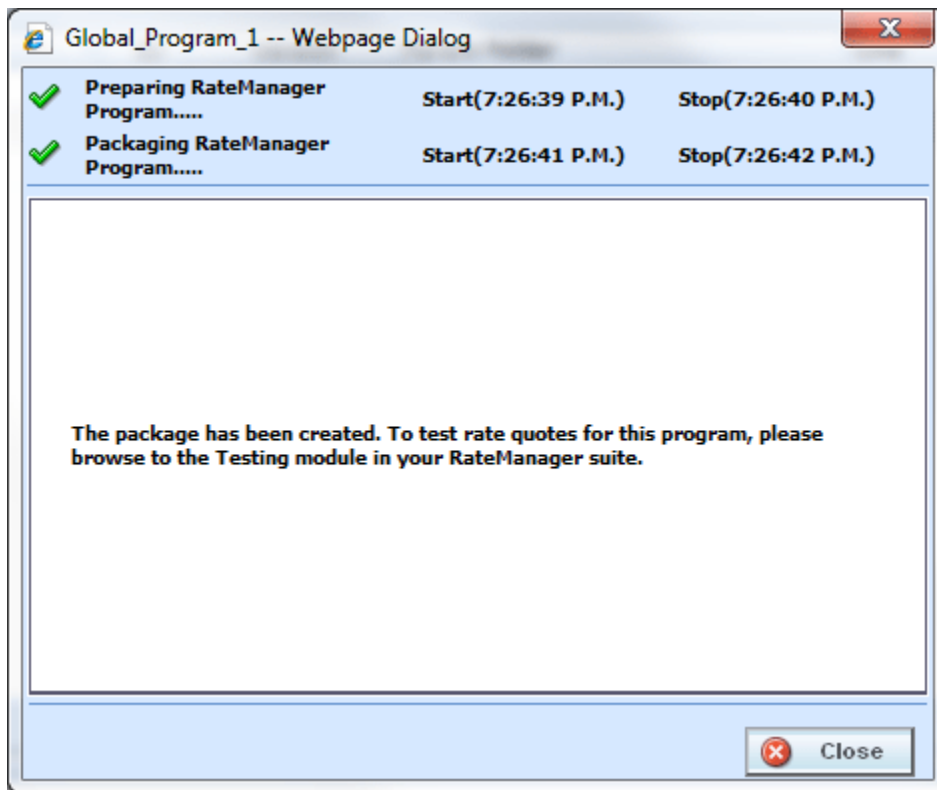 Global_Program_1 -- Webpage Dialog
Preparing RateManager
Program..... Start(7:26:39 P.M.) Stop(7:26:40 P.M.)
Packaging RateManager
Program..... Start(7:26:41 P.M.) Stop(7:26:42 P.M.)
The package has been created. To test rate quotes for this program, please
browse to the Testing module in your RateManager suite.
Close